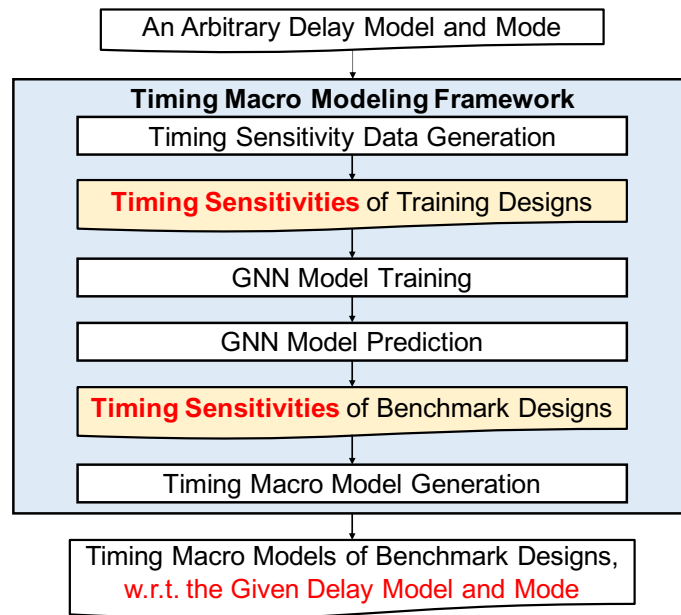 An Arbitrary Delay Model and Mode
Timing Macro Modeling Framework
Timing Sensitivity Data Generation
Timing Sensitivities of Training Designs
GNN Model Training
GNN Model Prediction
Timing Sensitivities of Benchmark Designs
Timing Macro Model Generation
Timing Macro Models of Benchmark Designs,
w.r.t. the Given Delay Model and Mode